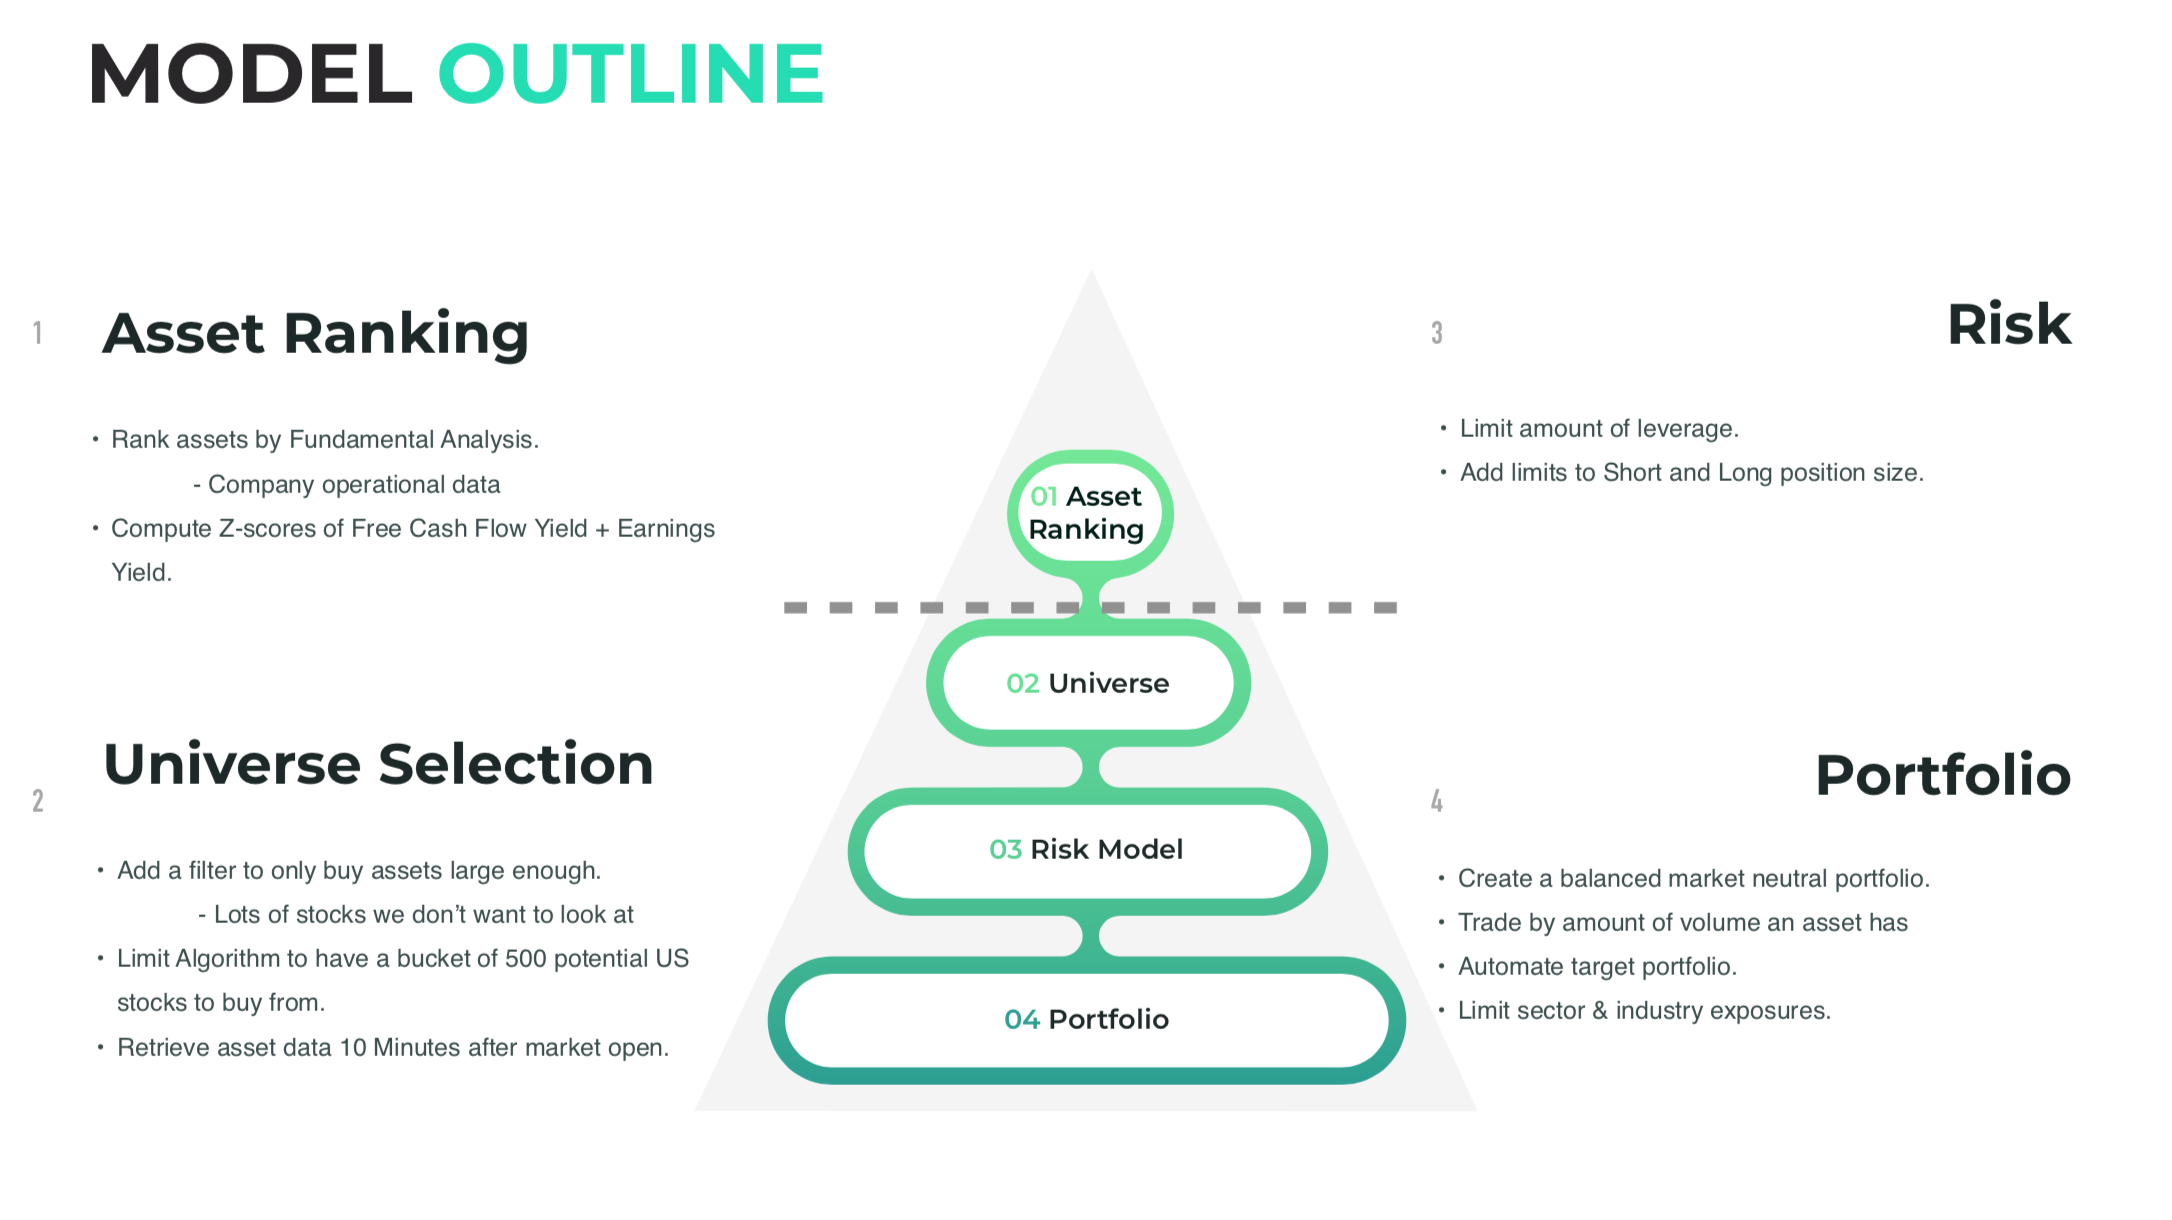 MODEL OUTLINE
1
Asset Ranking
• Rank assets by Fundamental Analysis.
- Company operational data
• Compute Z-scores of Free Cash Flow Yield + Earnings
Yield.
2
Universe Selection
• Add a filter to only buy assets large enough.
- Lots of stocks we don’t want to look at
• Limit Algorithm to have a bucket of 500 potential US
stocks to buy from.
• Retrieve asset data 10 Minutes after market open.
01 Asset
Ranking
02 Universe
03 Risk Model
04 Portfolio
3
Risk
• Limit amount of leverage.
• Add limits to Short and Long position size.
4
Portfolio
• Create a balanced market neutral portfolio.
• Trade by amount of volume an asset has
• Automate target portfolio.
• Limit sector & industry exposures.